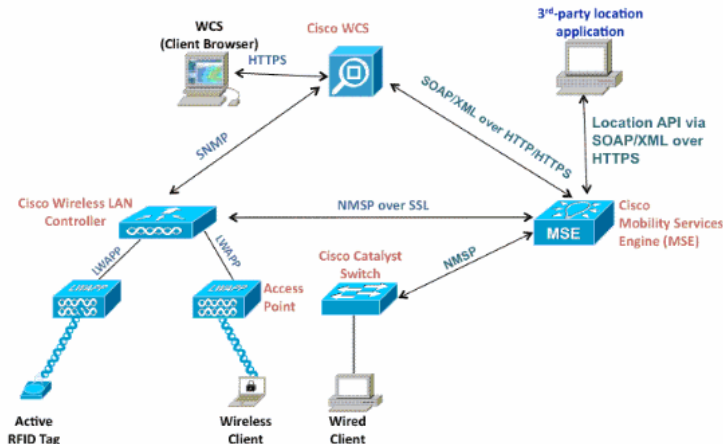 WCS
(Client Browser)
Cisco WCS
3rd-party location
application
HTTPS
SOAP/XML over HTTP/HTTPS
Location API via
SOAP/XML over
HTTPS
SNMP
Cisco Wireless LAN
Controller
NMSP over SSL
MSE
Cisco
Mobility Services
Engine (MSE)
LWAPP
LWAPP
Cisco Catalyst
Switch
NMSP
LWAPP
LWAPP
Access
Point
Active
RFID Tag
Wireless
Client
Wired
Client